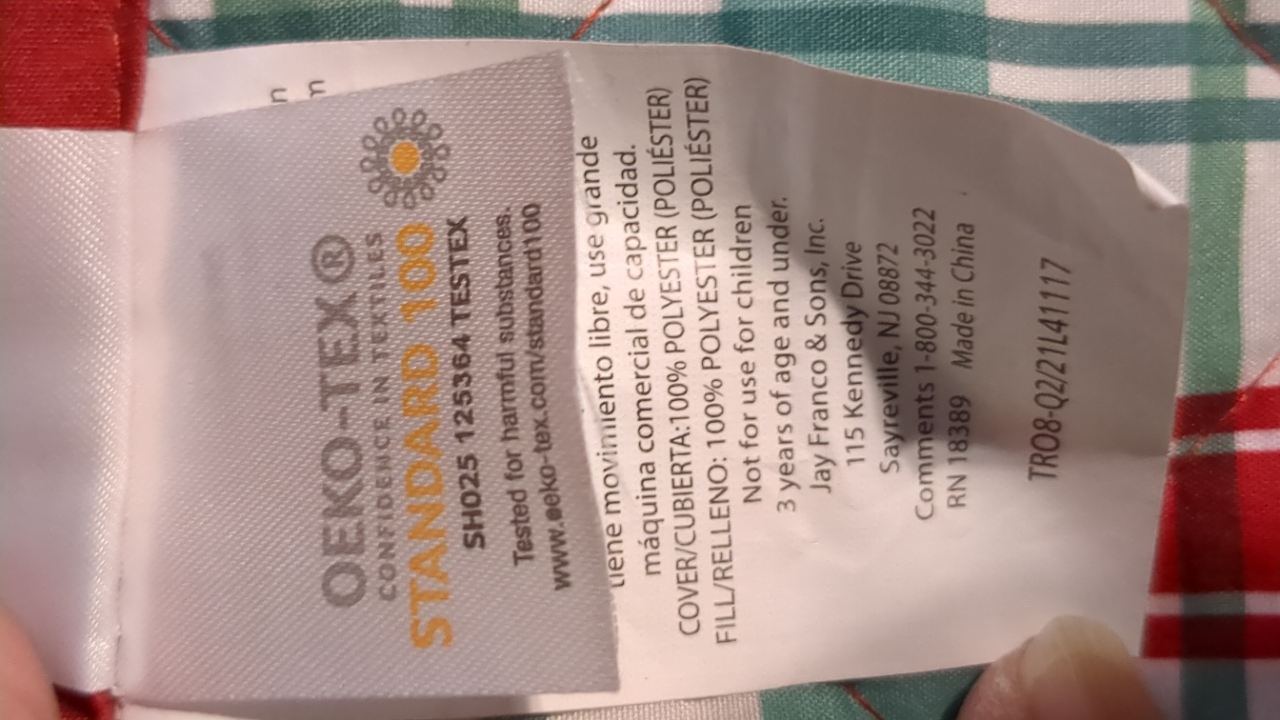 OEKO-TEX®
CONFIDENCE IN TEXTILES
STANDARD 100
SH025 125364 TESTEX
Tested for harmful substances.
www.oeko-tex.com/standard100
n
n
tiene movimiento libre, use grande
máquina comercial de capacidad.
COVER/CUBIERTA:100% POLYESTER (POLIÉSTER)
FILL/RELLENO: 100% POLYESTER (POLIÉSTER)
Not for use for children
3 years of age and under.
Jay Franco & Sons, Inc.
115 Kennedy Drive
Sayreville, NJ 08872
Comments 1-800-344-3022
RN 18389 Made in China
TRO8-Q2/21L41117